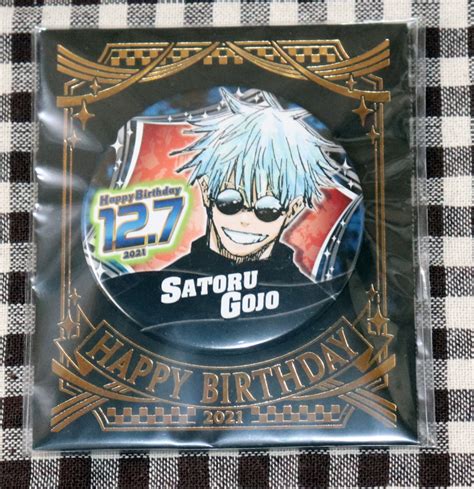 Happy Birthday
12.7
2021
SATORU
GOJO
HAPPY BIRTHDAY
2021